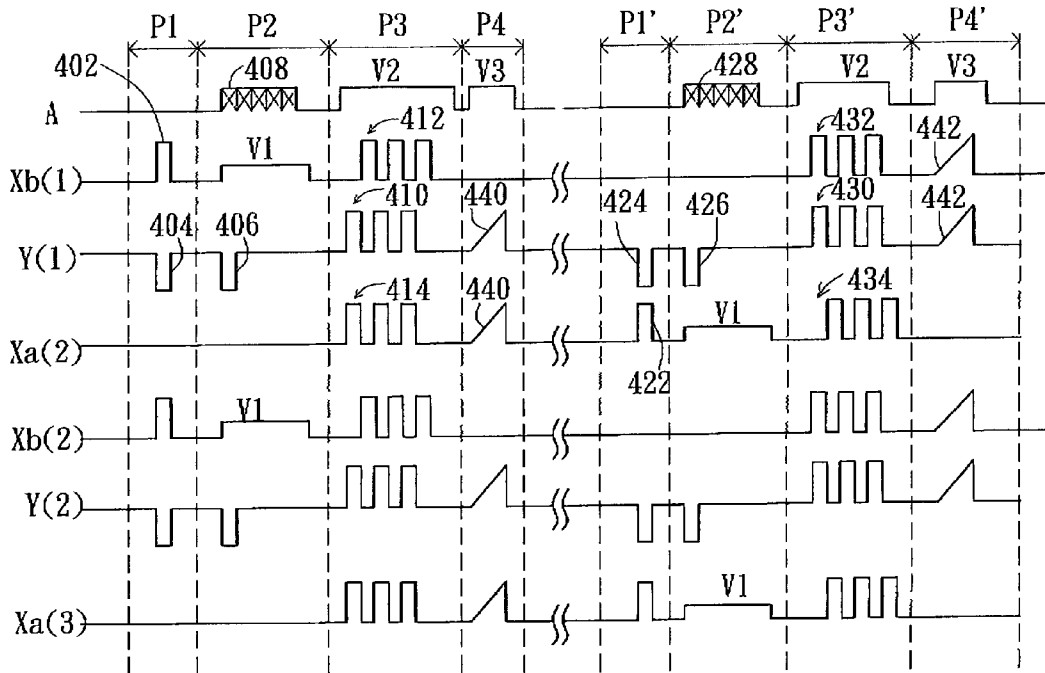 P1 P2 P3 P4 P1' P2' P3' P4'
402 408 V2 V3 428 V2 V3
A
V1 412 432 442
Xb(1)
404 406 410 440 424 426 430 442
Y(1)
414 440 V1 434
Xa(2)
422
V1
Xb(2)
Y(2)
V1
Xa(3)